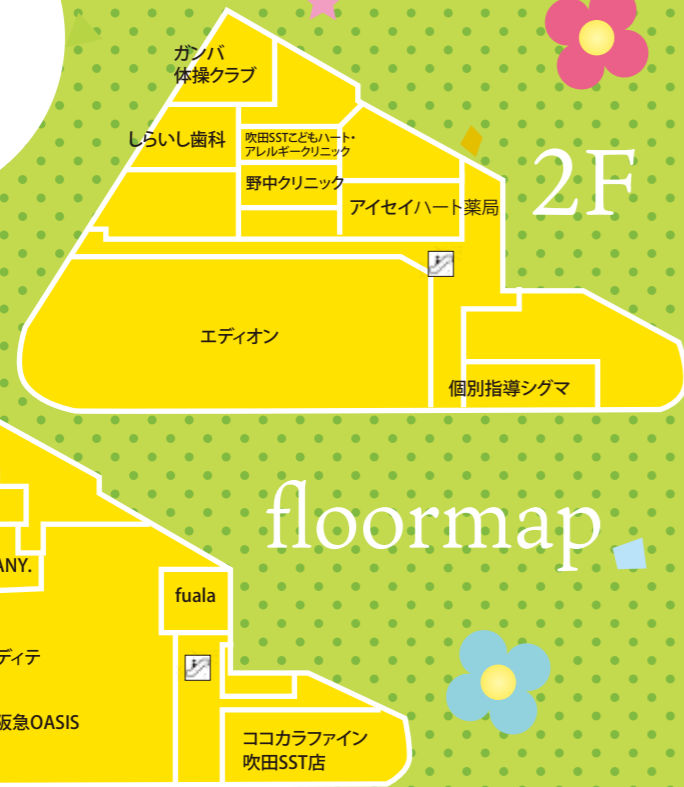 ガンバ
体操クラブ
しらいし歯科
吹田SSTこどもハート・
アレルギークリニック
野中クリニック
アイセイハート薬局
2F
エディオン
個別指導シグマ
floormap
ANY.
fuala
ディテ
阪急OASIS
ココカラファイン
吹田SST店